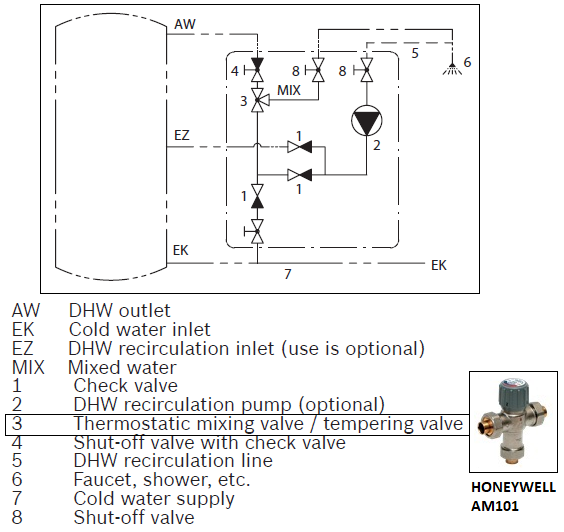 AW
4
8
8
5
6
MIX
3
EZ
1
2
1
1
EK
7
EK
AW DHW outlet
EK Cold water inlet
EZ DHW recirculation inlet (use is optional)
MIX Mixed water
1 Check valve
2 DHW recirculation pump (optional)
3 Thermostatic mixing valve / tempering valve
4 Shut-off valve with check valve
5 DHW recirculation line
6 Faucet, shower, etc.
7 Cold water supply
8 Shut-off valve
HONEYWELL
AM101